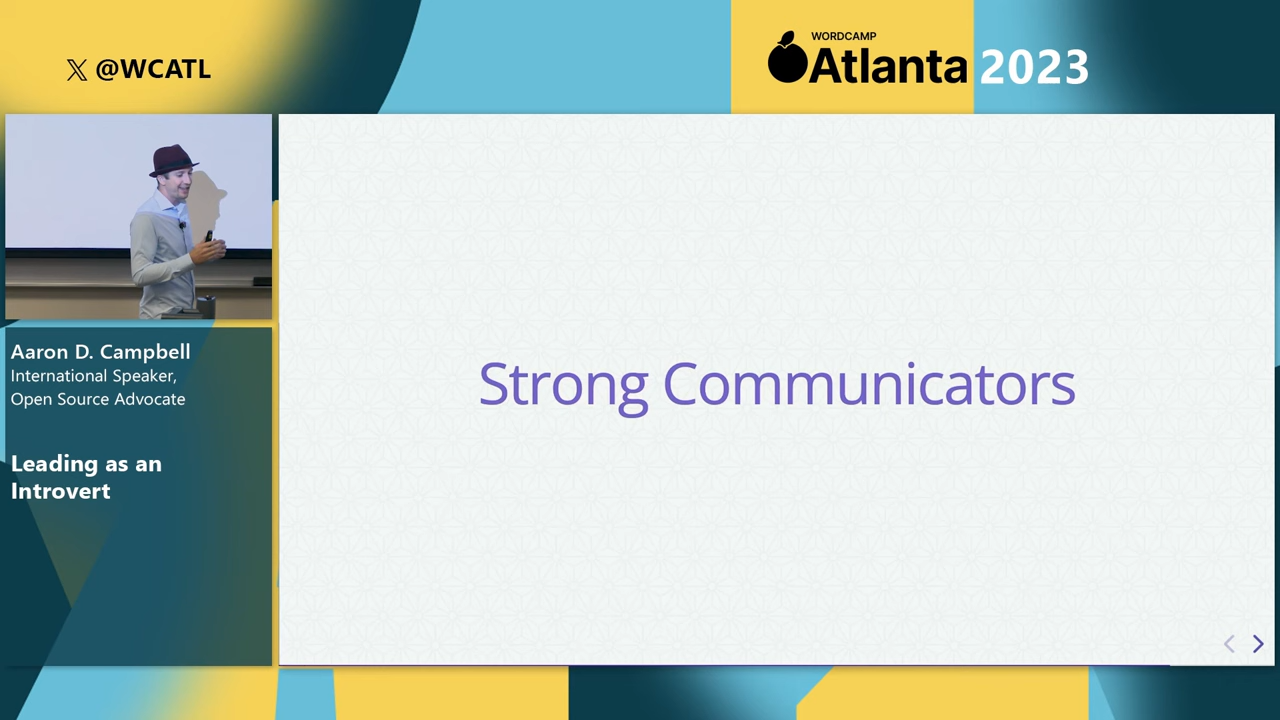 𝕏 @WCATL
WORDCAMP
Atlanta 2023
Aaron D. Campbell
International Speaker,
Open Source Advocate
Leading as an
Introvert
Strong Communicators